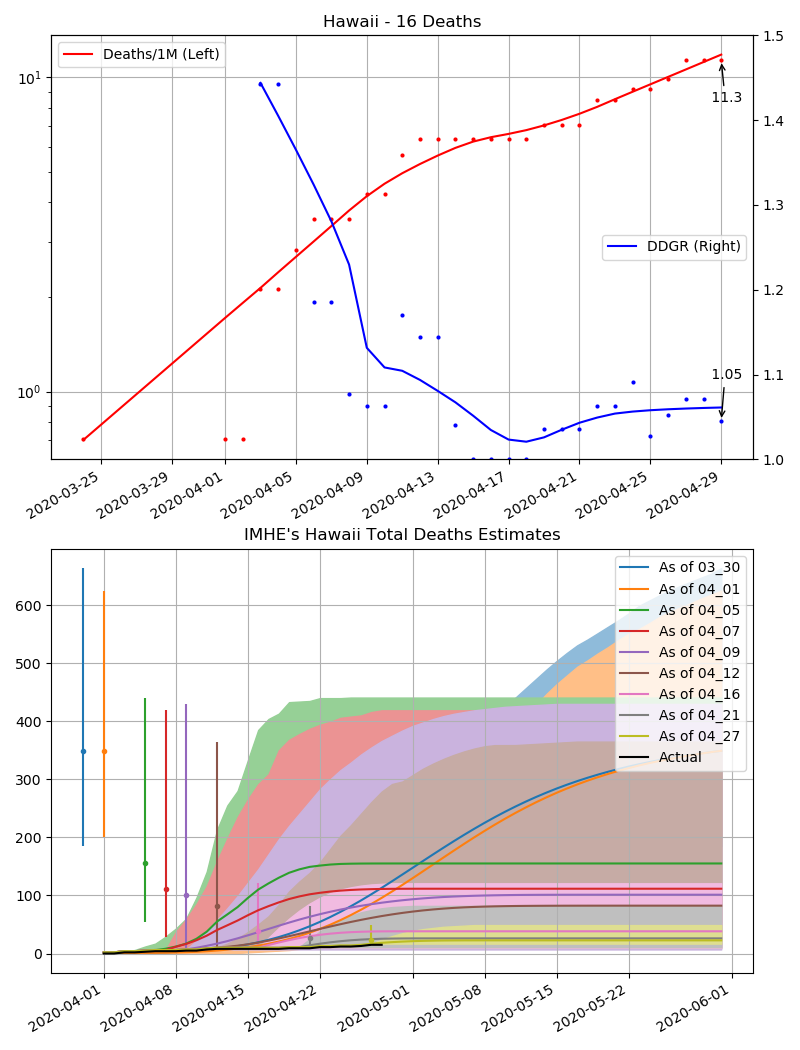 Hawaii - 16 Deaths
Deaths/1M (Left)
DDGR (Right)
10¹
10⁰
1.5
1.4
1.3
1.2
1.1
1.0
11.3
1.05
2020-03-25
2020-03-29
2020-04-01
2020-04-05
2020-04-09
2020-04-13
2020-04-17
2020-04-21
2020-04-25
2020-04-29
IMHE's Hawaii Total Deaths Estimates
600
500
400
300
200
100
0
As of 03_30
As of 04_01
As of 04_05
As of 04_07
As of 04_09
As of 04_12
As of 04_16
As of 04_21
As of 04_27
Actual
2020-04-01
2020-04-08
2020-04-15
2020-04-22
2020-05-01
2020-05-08
2020-05-15
2020-05-22
2020-06-01